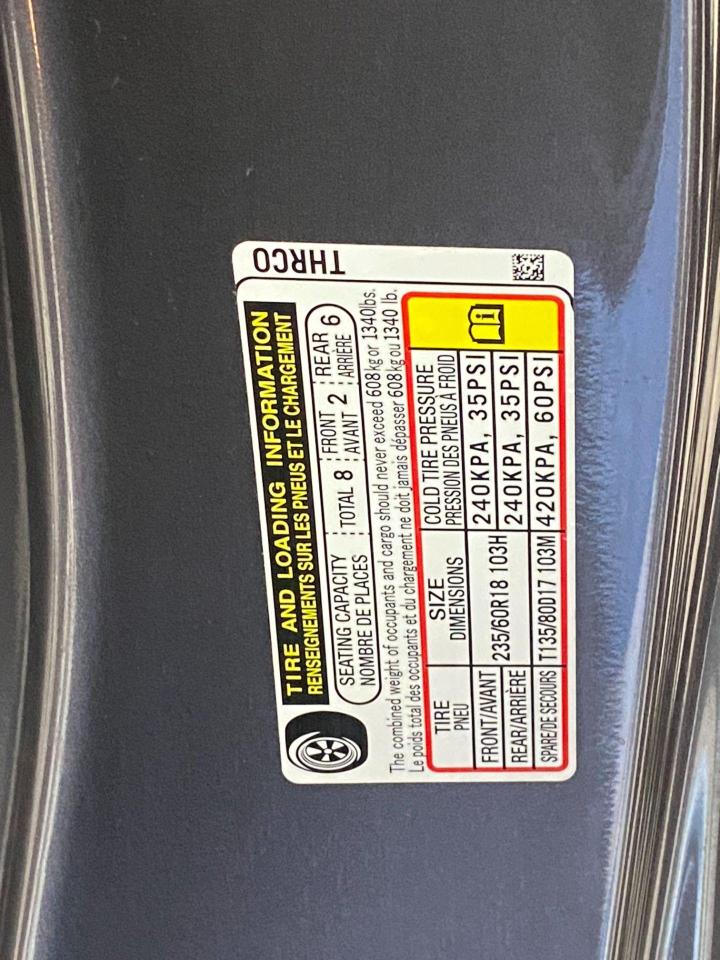 TIRE AND LOADING INFORMATION
RENSEIGNEMENTS SUR LES PNEUS ET LE CHARGEMENT
SEATING CAPACITY
NOMBRE DE PLACES
TOTAL 8
FRONT
AVANT
2
REAR
ARRIÈRE
6
The combined weight of occupants and cargo should never exceed 608kg or 1340lbs.
Le poids total des occupants et du chargement ne doit jamais dépasser 608kg ou 1340 lb.
TIRE
PNEU
SIZE
DIMENSIONS
COLD TIRE PRESSURE
PRESSION DES PNEUS À FROID
FRONT/AVANT
235/60R18 103H
240KPA, 35PSI
REAR/ARRIÈRE
240KPA, 35PSI
SPARE/DE SECOURS
T135/80D17 103M
420KPA, 60PSI
THRCO